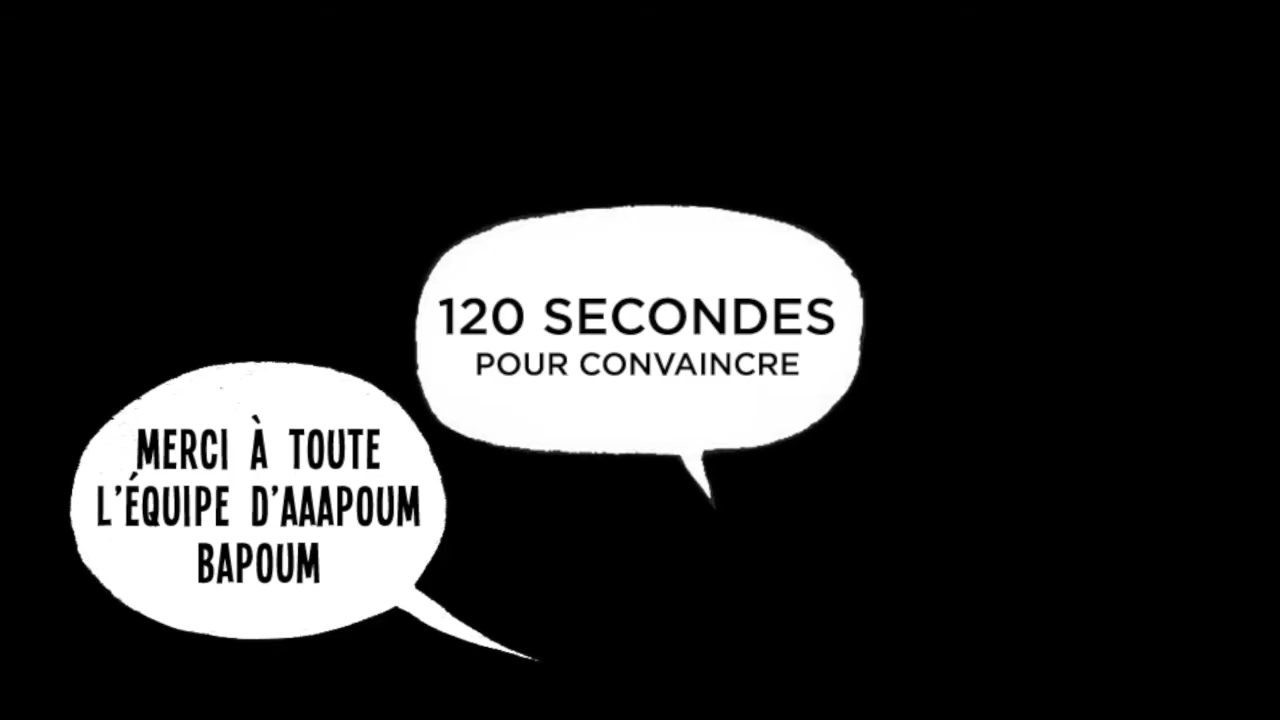 120 SECONDES
POUR CONVAINCRE
MERCI À TOUTE
L'ÉQUIPE D'AAAPOUM
BAPOUM